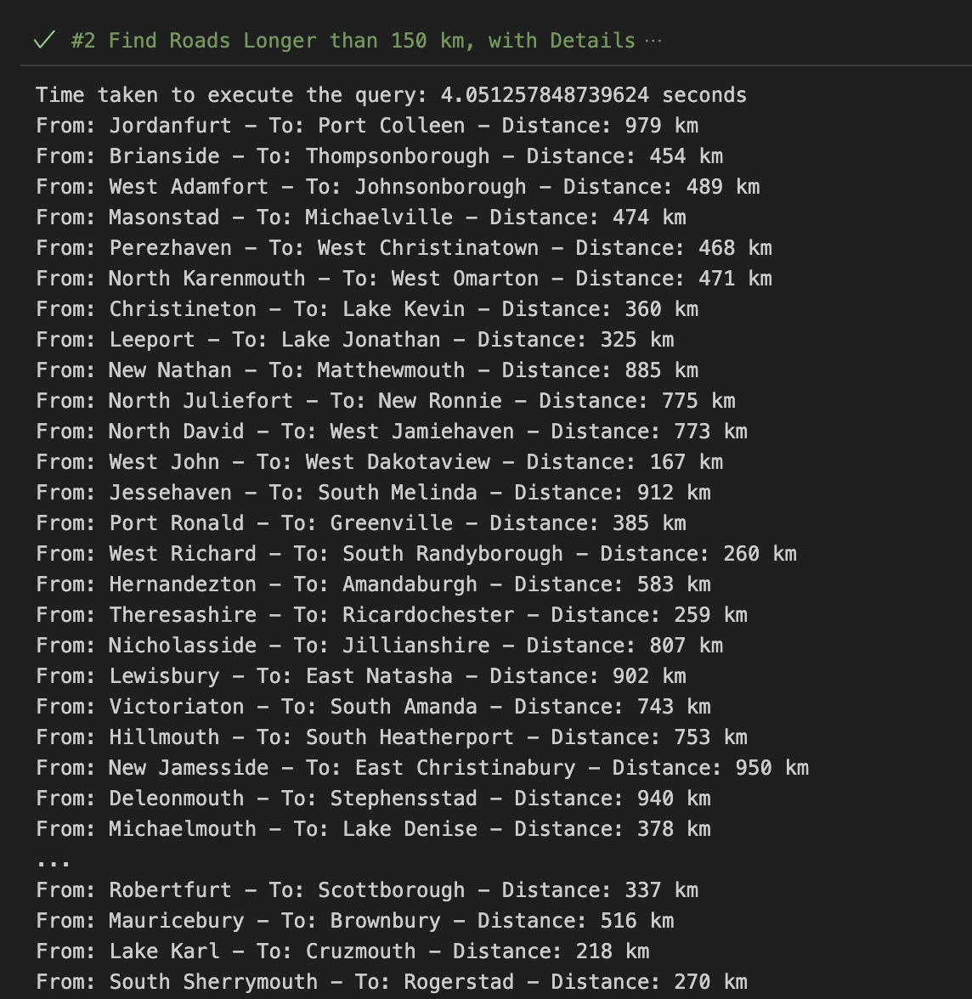 ✓ #2 Find Roads Longer than 150 km, with Details ...
Time taken to execute the query: 4.051257848739624 seconds
From: Jordanfurt – To: Port Colleen – Distance: 979 km
From: Brianside – To: Thompsonborough – Distance: 454 km
From: West Adamfort – To: Johnsonborough – Distance: 489 km
From: Masonstad – To: Michaelville – Distance: 474 km
From: Perezhaven – To: West Christinatown – Distance: 468 km
From: North Karenmouth – To: West Omarton – Distance: 471 km
From: Christineton – To: Lake Kevin – Distance: 360 km
From: Leeport – To: Lake Jonathan – Distance: 325 km
From: New Nathan – To: Matthewmouth – Distance: 885 km
From: North Juliefort – To: New Ronnie – Distance: 775 km
From: North David – To: West Jamiehaven – Distance: 773 km
From: West John – To: West Dakotaview – Distance: 167 km
From: Jessehaven – To: South Melinda – Distance: 912 km
From: Port Ronald – To: Greenville – Distance: 385 km
From: West Richard – To: South Randyborough – Distance: 260 km
From: Hernandezton – To: Amandaburgh – Distance: 583 km
From: Theresashire – To: Ricardochester – Distance: 259 km
From: Nicholasside – To: Jillianshire – Distance: 807 km
From: Lewisbury – To: East Natasha – Distance: 902 km
From: Victoriaton – To: South Amanda – Distance: 743 km
From: Hillmouth – To: South Heatherport – Distance: 753 km
From: New Jamesside – To: East Christinabury – Distance: 950 km
From: Deleonmouth – To: Stephensstad – Distance: 940 km
From: Michaelmouth – To: Lake Denise – Distance: 378 km
...
From: Robertfurt – To: Scottborough – Distance: 337 km
From: Mauricebury – To: Brownbury – Distance: 516 km
From: Lake Karl – To: Cruzmouth – Distance: 218 km
From: South Sherrymouth – To: Rogerstad – Distance: 270 km